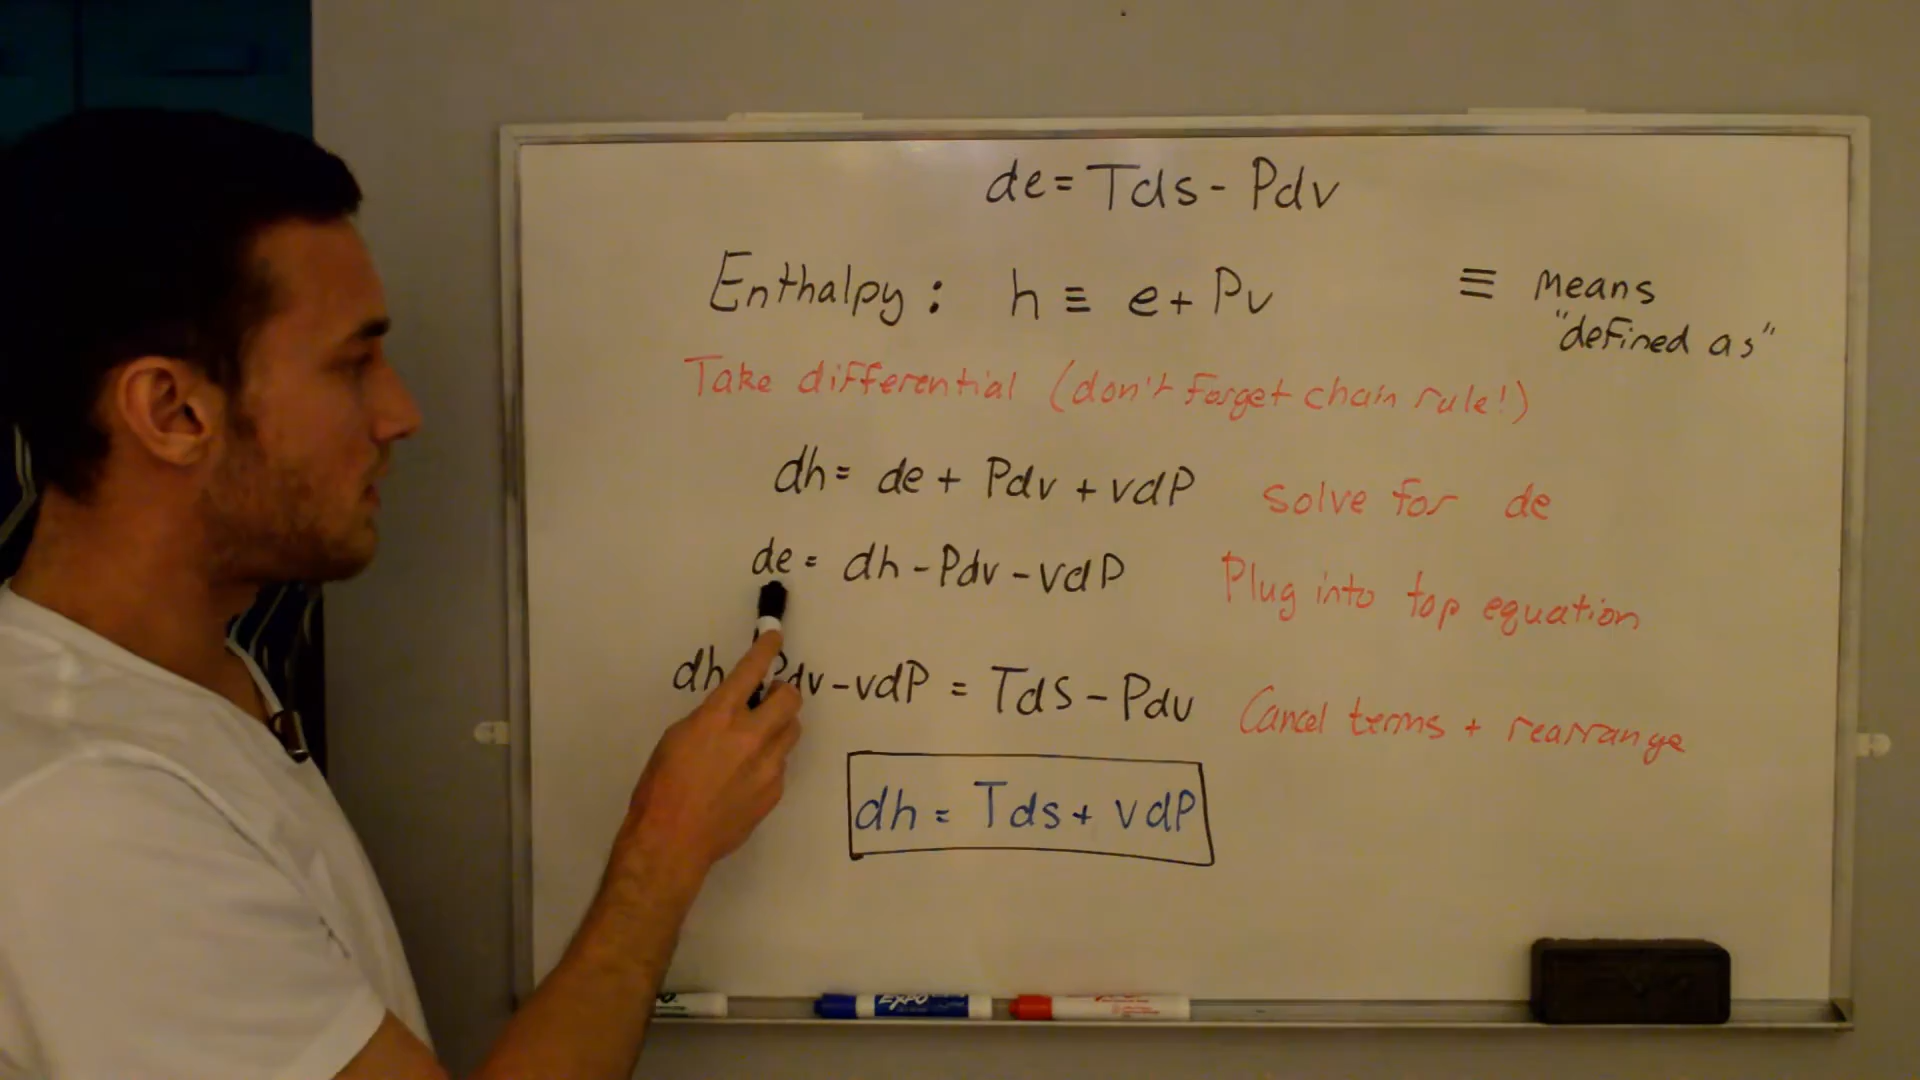 de = Tds - Pdv
Enthalpy : h ≡ e + Pv
≡ means
"defined as"
Take differential (don't forget chain rule!)
dh = de + Pdv + vdP solve for de
de = dh - Pdv - vdP Plug into top equation
dh Pdv - vdP = Tds - Pdv Cancel terms + rearrange
dh = Tds + vdP
EXPO